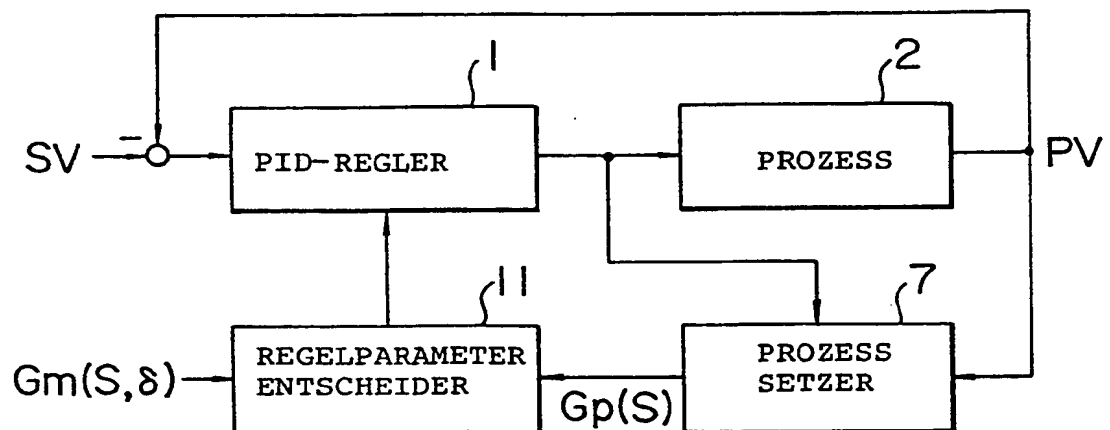 1
2
SV
−
PID-REGLER
PROZESS
PV
11
7
Gm(S,δ)
REGELPARAMETER
ENTSCHEIDER
Gp(S)
PROZESS
SETZER